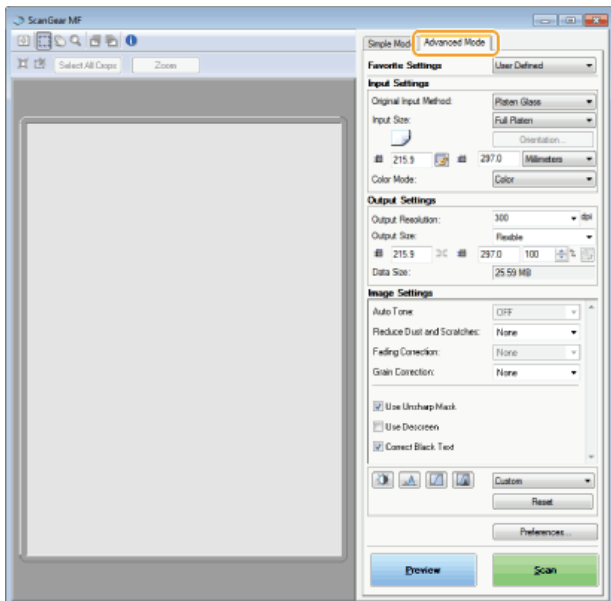 ScanGear MF
Simple Mode Advanced Mode
Select All Crops Zoom
Favorite Settings User Defined
Input Settings
Original Input Method: Platen Glass
Input Size: Full Platen
Orientation...
215.9 297.0 Millimeters
Color Mode: Color
Output Settings
Output Resolution: 300 dpi
Output Size: Flexible
215.9 297.0 100 %
Data Size: 25.59 MB
Image Settings
Auto Tone: OFF
Reduce Dust and Scratches: None
Fading Correction: None
Grain Correction: None
Use Unsharp Mask
Use Descreen
Correct Black Text
Custom
Reset
Preferences...
Preview Scan